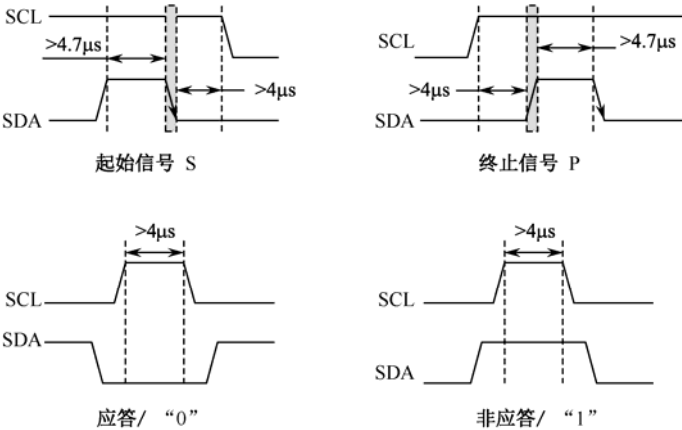 SCL
>4.7μs
>4μs
SDA
起始信号 S
SCL
>4.7μs
>4μs
SDA
终止信号 P
>4μs
SCL
SDA
应答/ “0”
>4μs
SCL
SDA
非应答/ “1”